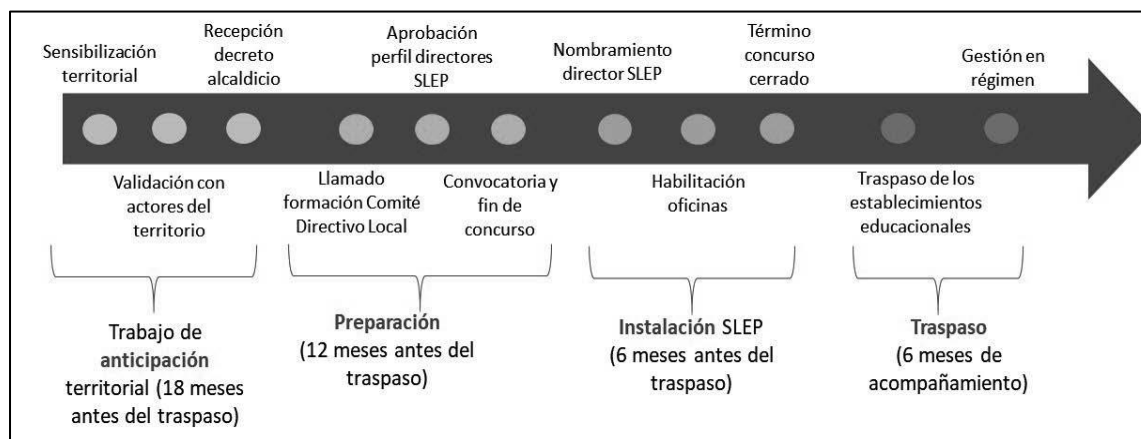 Sensibilización
territorial
Recepción
decreto
alcaldicio
Aprobación
perfil directores
SLEP
Nombramiento
director SLEP
Término
concurso
cerrado
Gestión en
régimen
Validación con
actores del
territorio
Llamado
formación Comité
Directivo Local
Convocatoria y
fin de
concurso
Habilitación
oficinas
Traspaso de los
establecimientos
educacionales
Trabajo de
anticipación
territorial (18 meses
antes del traspaso)
Preparación
(12 meses antes del
traspaso)
Instalación SLEP
(6 meses antes del
traspaso)
Traspaso
(6 meses de
acompañamiento)